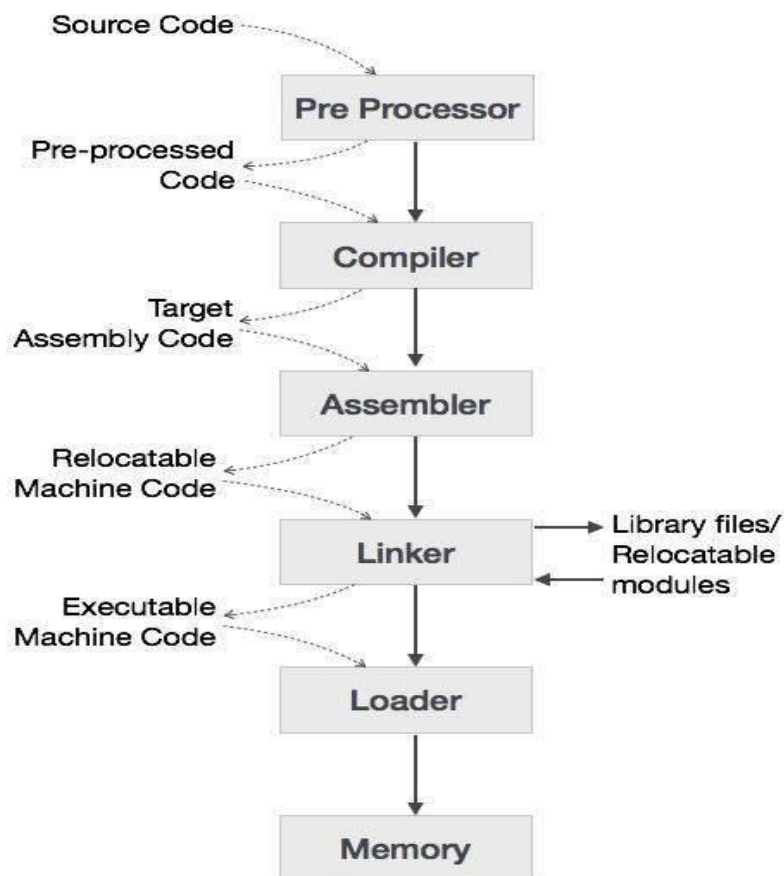 Source Code
Pre Processor
Pre-processed
Code
Compiler
Target
Assembly Code
Assembler
Relocatable
Machine Code
Linker
Library files/
Relocatable
modules
Executable
Machine Code
Loader
Memory